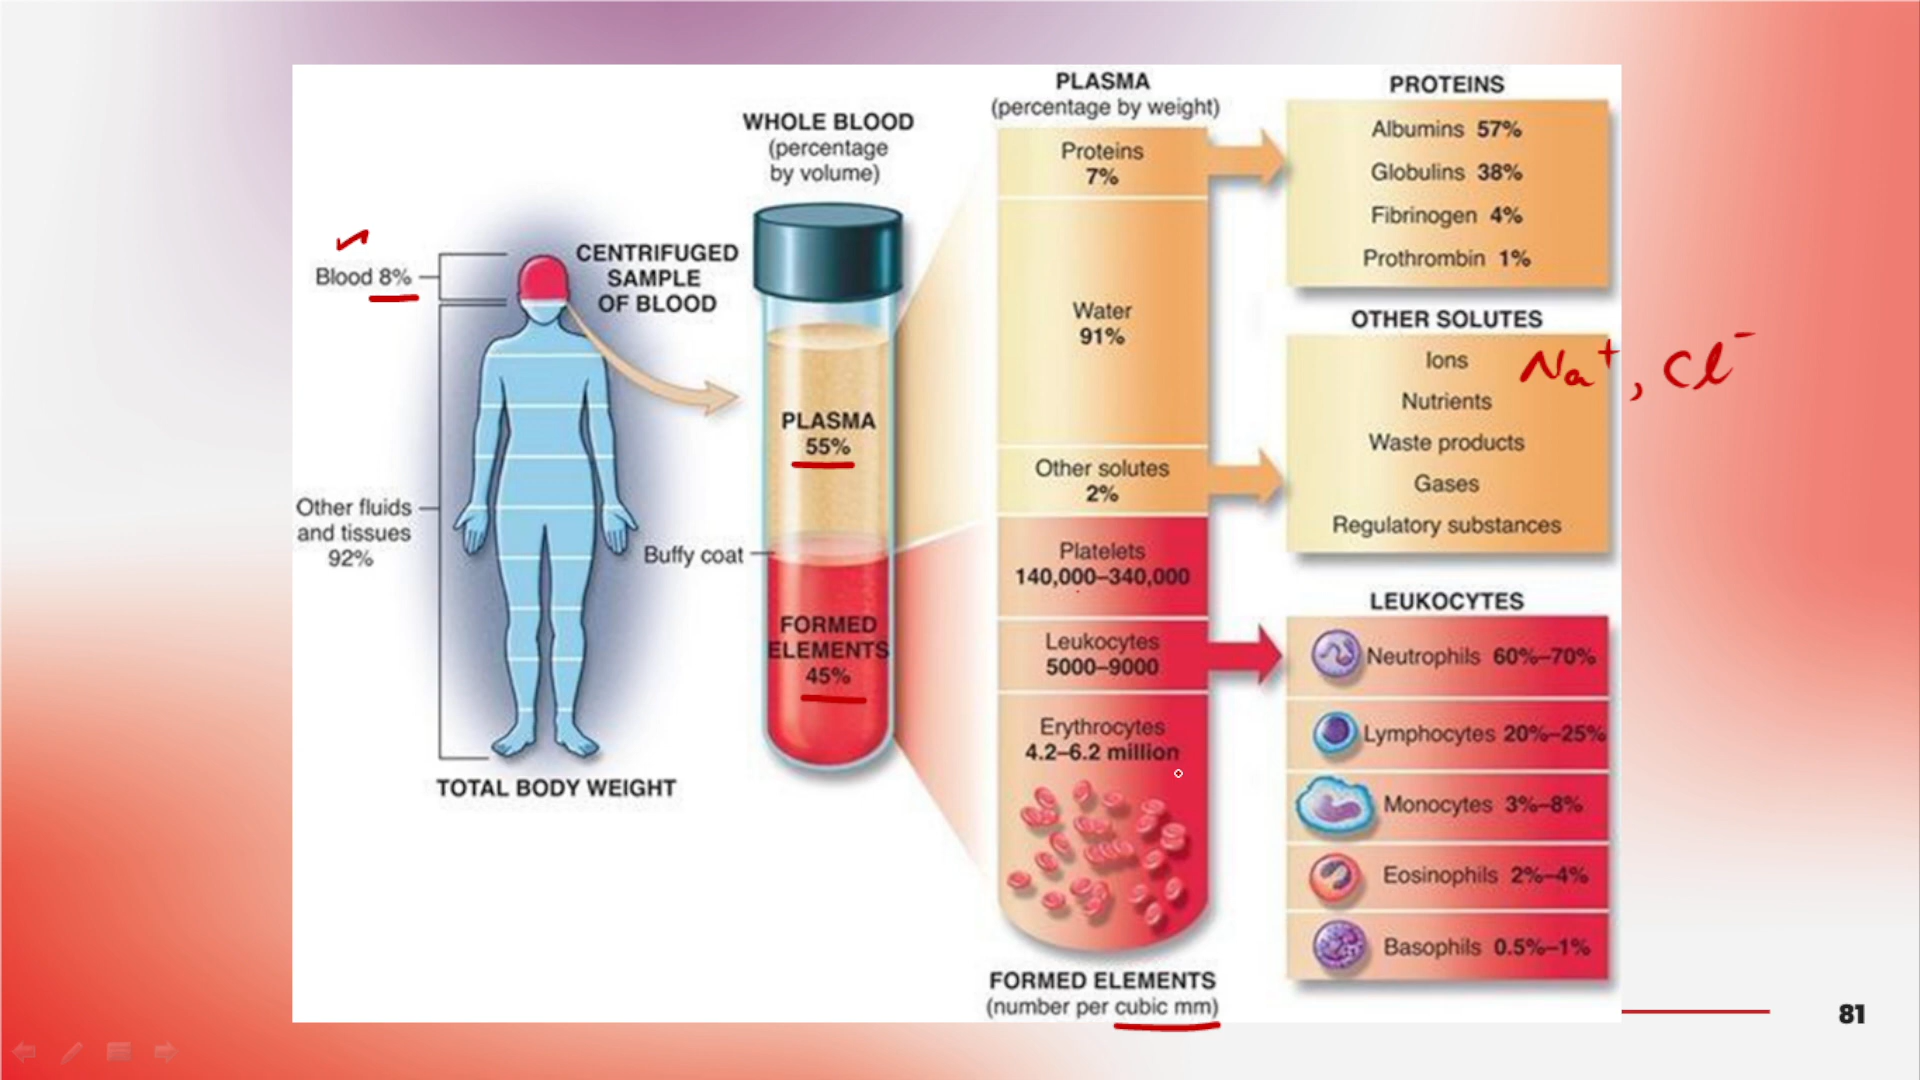 PLASMA
(percentage by weight)
PROTEINS
WHOLE BLOOD
(percentage
by volume)
Proteins
7%
Albumins 57%
Globulins 38%
Fibrinogen 4%
Prothrombin 1%
Blood 8%
CENTRIFUGED
SAMPLE
OF BLOOD
Water
91%
OTHER SOLUTES
Ions
Na+, Cl-
Nutrients
Waste products
Gases
Regulatory substances
PLASMA
55%
Other solutes
2%
Other fluids
and tissues
92%
Buffy coat
Platelets
140,000–340,000
FORMED
ELEMENTS
45%
Leukocytes
5000–9000
LEUKOCYTES
Neutrophils 60%–70%
Lymphocytes 20%–25%
Monocytes 3%–8%
Eosinophils 2%–4%
Basophils 0.5%–1%
Erythrocytes
4.2–6.2 million
TOTAL BODY WEIGHT
FORMED ELEMENTS
(number per cubic mm)
81